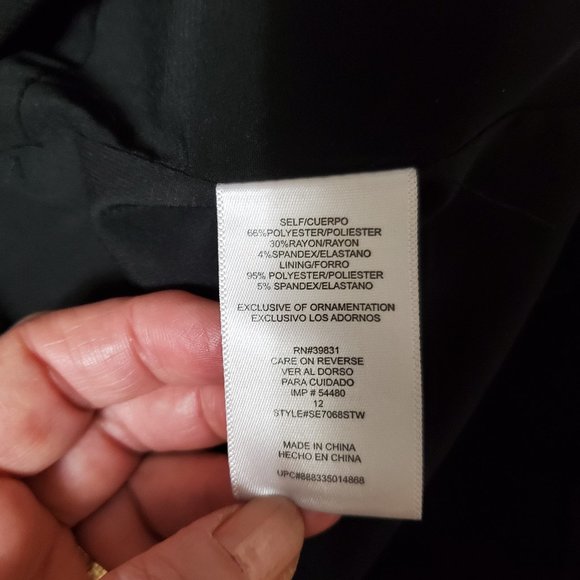 SELF/CUERPO
66%POLYESTER/POLIESTER
30%RAYON/RAYON
4%SPANDEX/ELASTANO
LINING/FORRO
95% POLYESTER/POLIESTER
5% SPANDEX/ELASTANO
EXCLUSIVE OF ORNAMENTATION
EXCLUSIVO LOS ADORNOS
RN#39831
CARE ON REVERSE
VER AL DORSO
PARA CUIDADO
IMP # 54480
12
STYLE#SE7068STW
MADE IN CHINA
HECHO EN CHINA
UPC#888335014868